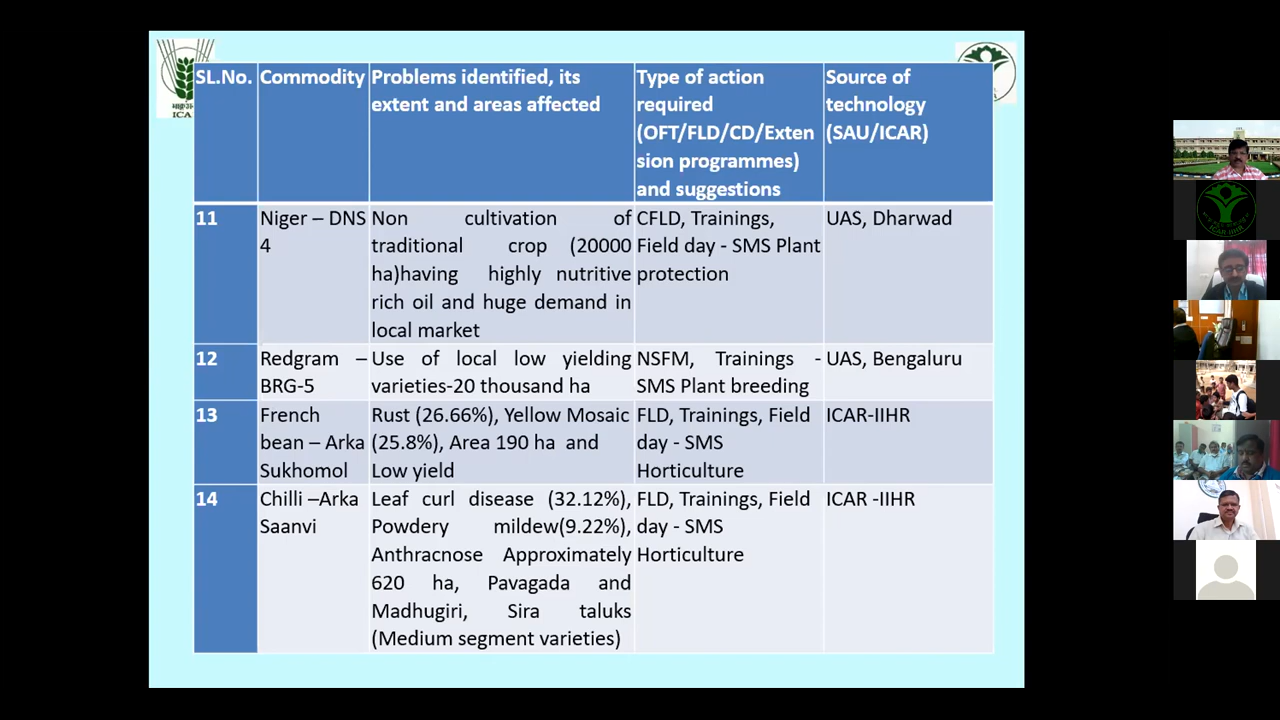 SL.No. Commodity Problems identified, its extent and areas affected Type of action required (OFT/FLD/CD/Exten sion programmes) and suggestions Source of technology (SAU/ICAR)
11 Niger – DNS 4 Non cultivation of traditional crop (20000 ha)having highly nutritive rich oil and huge demand in local market CFLD, Trainings, Field day - SMS Plant protection UAS, Dharwad
12 Redgram – BRG-5 Use of local low yielding varieties-20 thousand ha NSFM, Trainings - SMS Plant breeding UAS, Bengaluru
13 French bean – Arka Sukhomol Rust (26.66%), Yellow Mosaic (25.8%), Area 190 ha and Low yield FLD, Trainings, Field day - SMS Horticulture ICAR-IIHR
14 Chilli –Arka Saanvi Leaf curl disease (32.12%), Powdery mildew(9.22%), Anthracnose Approximately 620 ha, Pavagada and Madhugiri, Sira taluks (Medium segment varieties) FLD, Trainings, Field day - SMS Horticulture ICAR -IIHR
ICAR-IIHR